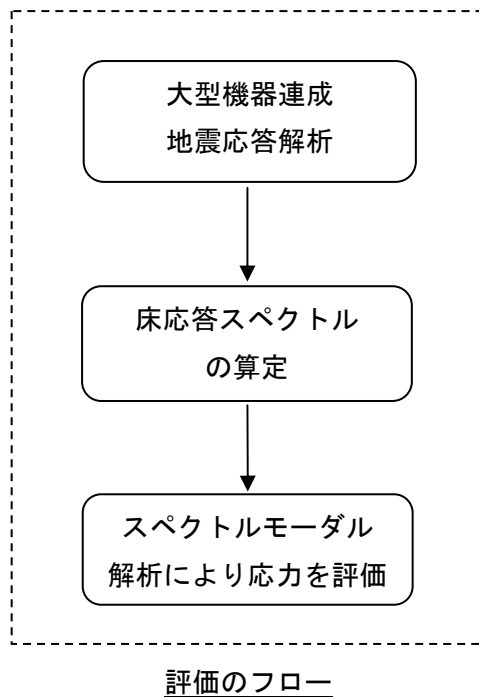 大型機器連成
地震応答解析
床応答スペクトル
の算定
スペクトルモーダル
解析により応力を評価
評価のフロー